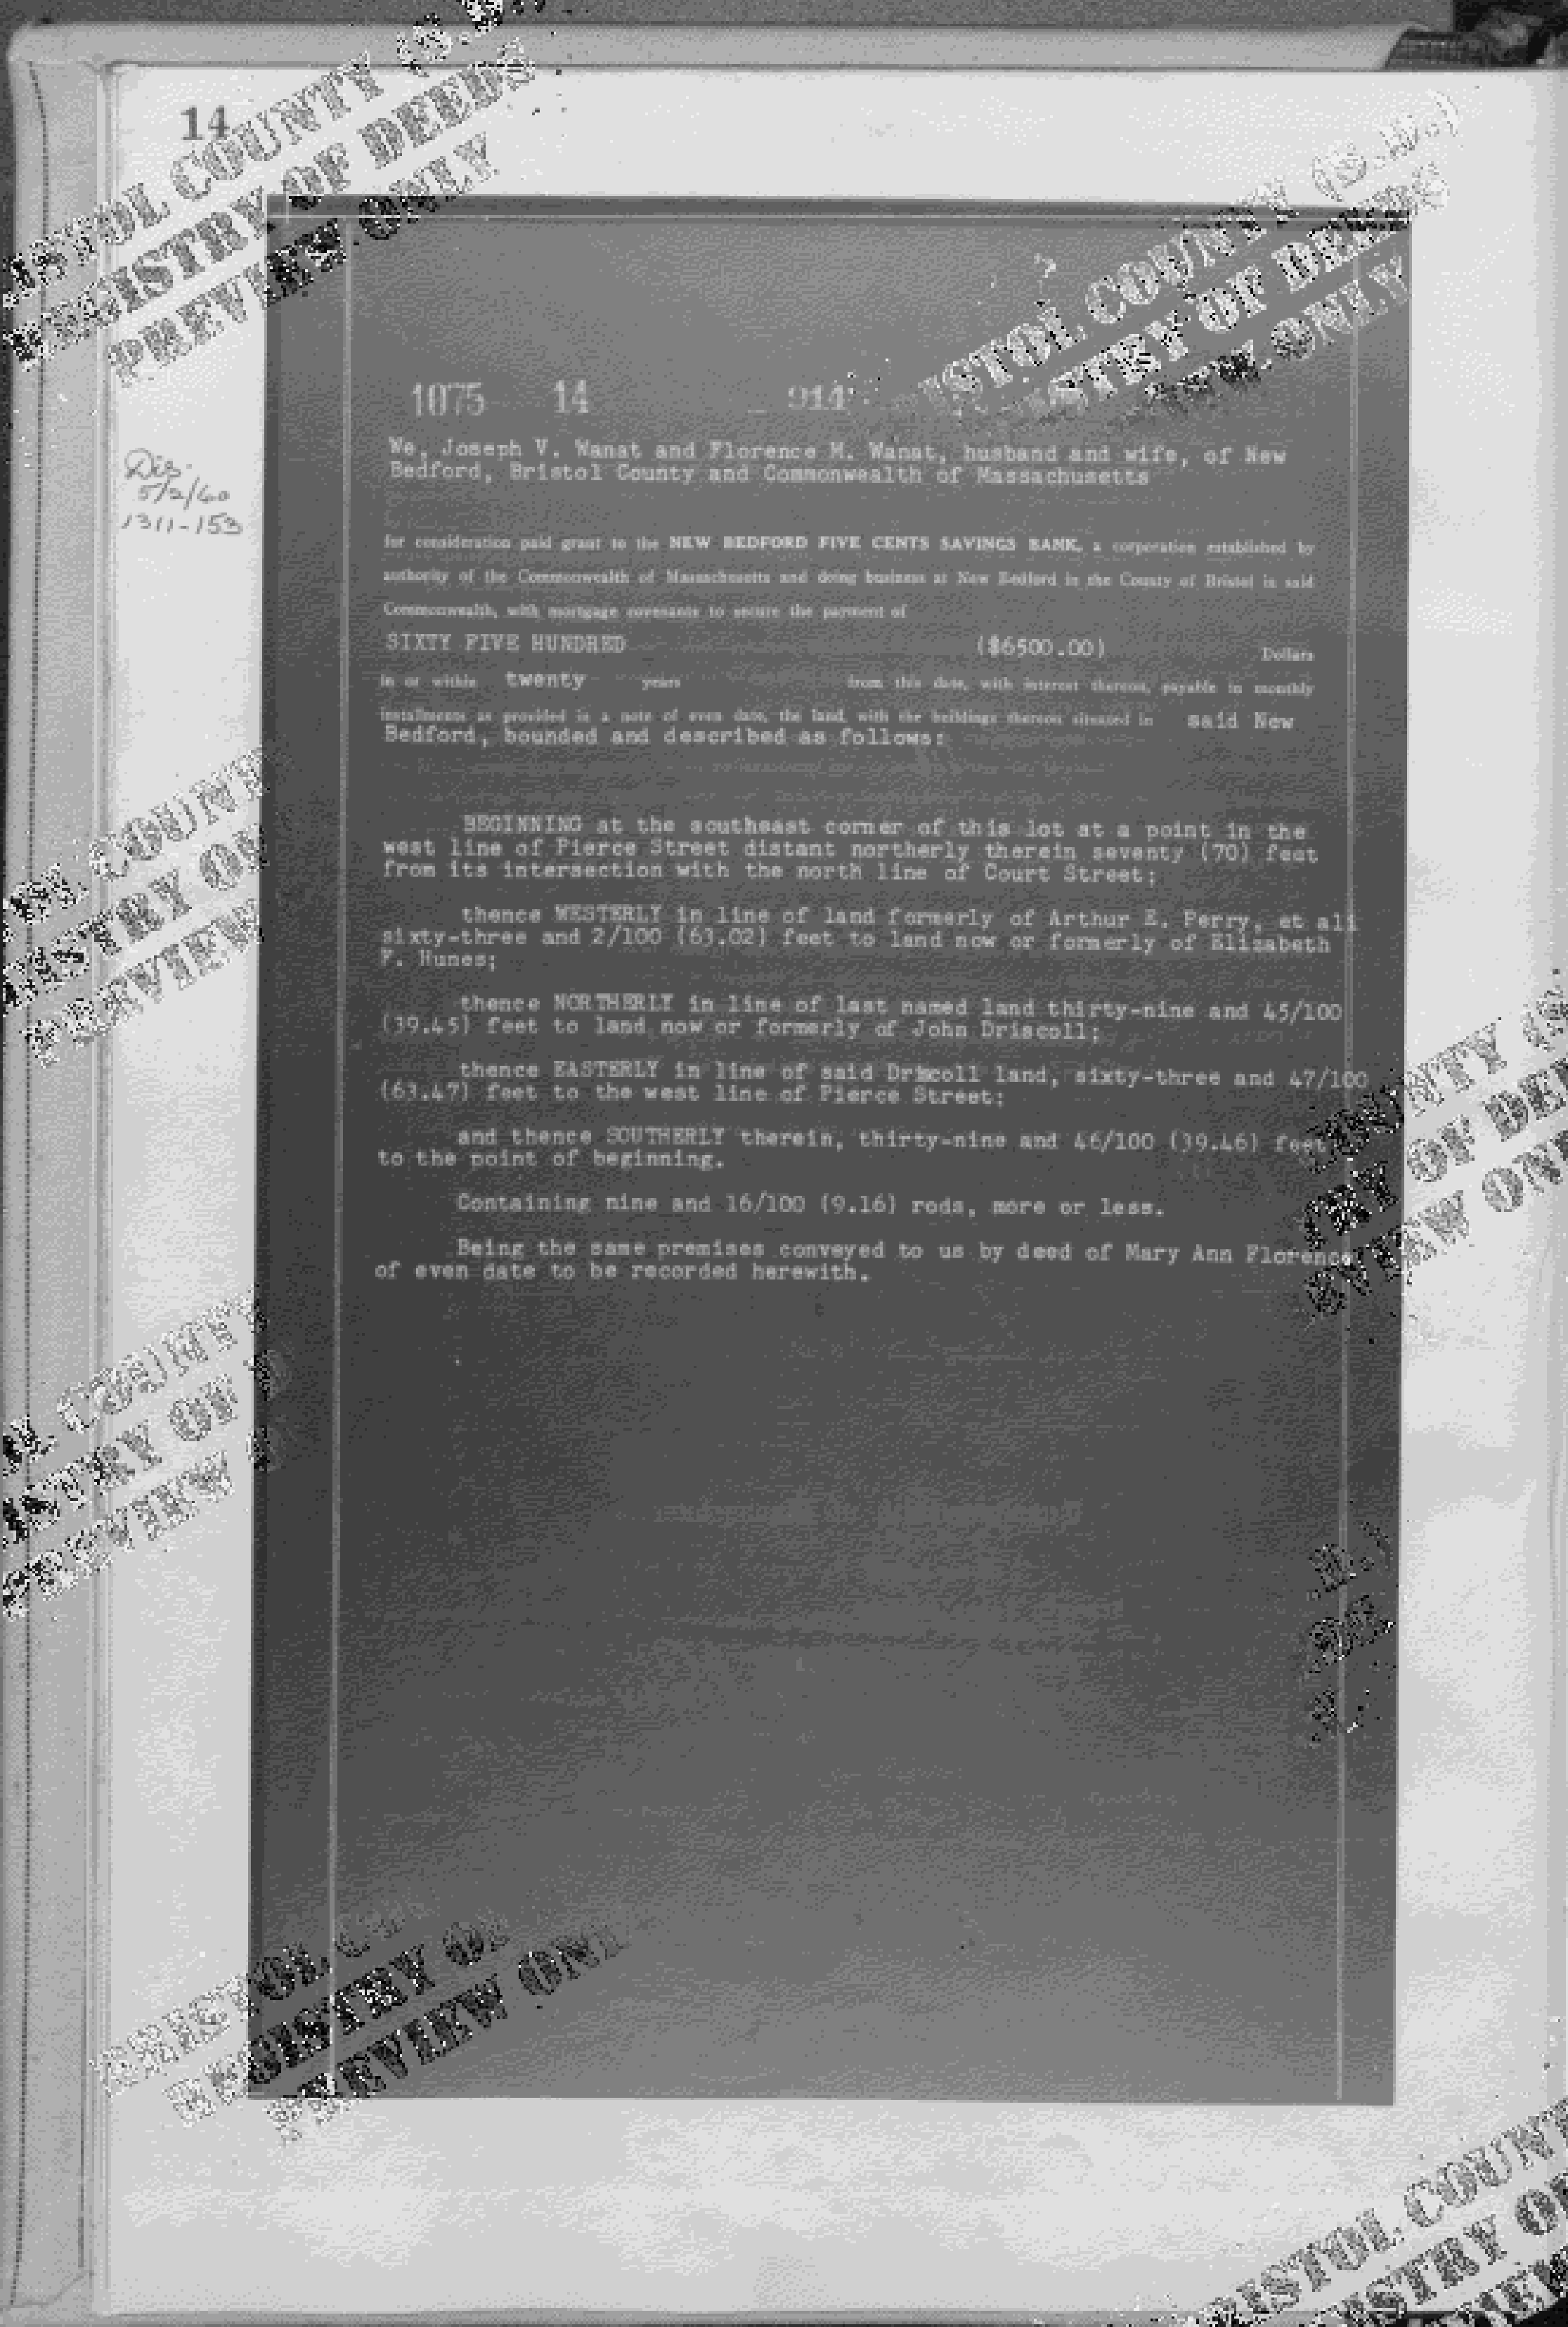 14
BRISTOL COUNTY (S.D.)
REGISTRY OF DEEDS
PREVIEW ONLY
1075 14 914
Dis.
5/2/60
1311-153
We, Joseph V. Wanat and Florence M. Wanat, husband and wife, of New
Bedford, Bristol County and Commonwealth of Massachusetts
for consideration paid grant to the NEW BEDFORD FIVE CENTS SAVINGS BANK, a corporation established by
authority of the Commonwealth of Massachusetts and doing business at New Bedford in the County of Bristol in said
Commonwealth, with mortgage covenants to secure the payment of
SIXTY FIVE HUNDRED ($6500.00) Dollars
in or within twenty years from this date, with interest thereon, payable in monthly
installments as provided in a note of even date, the land, with the buildings thereon situated in said New
Bedford, bounded and described as follows:
BEGINNING at the southeast corner of this lot at a point in the
west line of Pierce Street distant northerly therein seventy (70) feet
from its intersection with the north line of Court Street;
thence WESTERLY in line of land formerly of Arthur E. Perry, et ali
sixty-three and 2/100 (63.02) feet to land now or formerly of Elizabeth
F. Nunes;
thence NORTHERLY in line of last named land thirty-nine and 45/100
(39.45) feet to land now or formerly of John Driscoll;
thence EASTERLY in line of said Driscoll land, sixty-three and 47/100
(63.47) feet to the west line of Pierce Street;
and thence SOUTHERLY therein, thirty-nine and 46/100 (39.46) feet
to the point of beginning.
Containing nine and 16/100 (9.16) rods, more or less.
Being the same premises conveyed to us by deed of Mary Ann Florence
of even date to be recorded herewith.